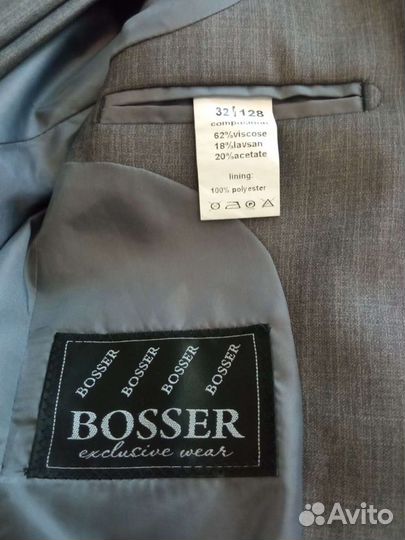 32/128
composition:
62%viscose
18%lavsan
20%acetate
lining:
100% polyester
BOSSER
BOSSER
BOSSER
BOSSER
BOSSER
exclusive wear
Avito